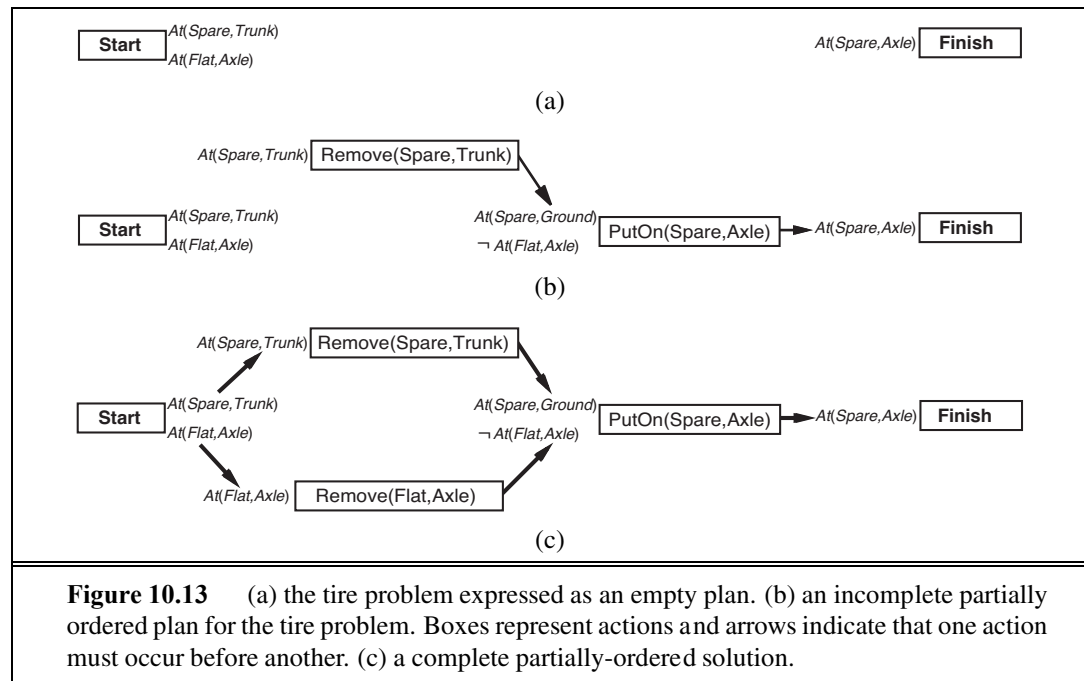 At(Spare,Trunk)
Start
At(Flat,Axle)
At(Spare,Axle) Finish
(a)
At(Spare,Trunk) Remove(Spare,Trunk)
At(Spare,Trunk)
Start
At(Flat,Axle)
At(Spare,Ground)
¬ At(Flat,Axle)
PutOn(Spare,Axle)
At(Spare,Axle) Finish
(b)
At(Spare,Trunk) Remove(Spare,Trunk)
At(Spare,Trunk)
Start
At(Flat,Axle)
At(Spare,Ground)
¬ At(Flat,Axle)
PutOn(Spare,Axle)
At(Spare,Axle) Finish
At(Flat,Axle) Remove(Flat,Axle)
(c)
Figure 10.13 (a) the tire problem expressed as an empty plan. (b) an incomplete partially
ordered plan for the tire problem. Boxes represent actions and arrows indicate that one action
must occur before another. (c) a complete partially-ordered solution.